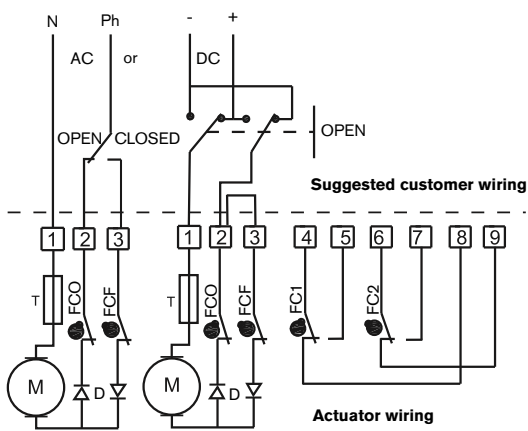 N Ph - +
AC or DC
OPEN CLOSED OPEN
Suggested customer wiring
1 2 3 1 2 3 4 5 6 7 8 9
T FCO FCF T FCO FCF FC1 FC2
M D M D
Actuator wiring